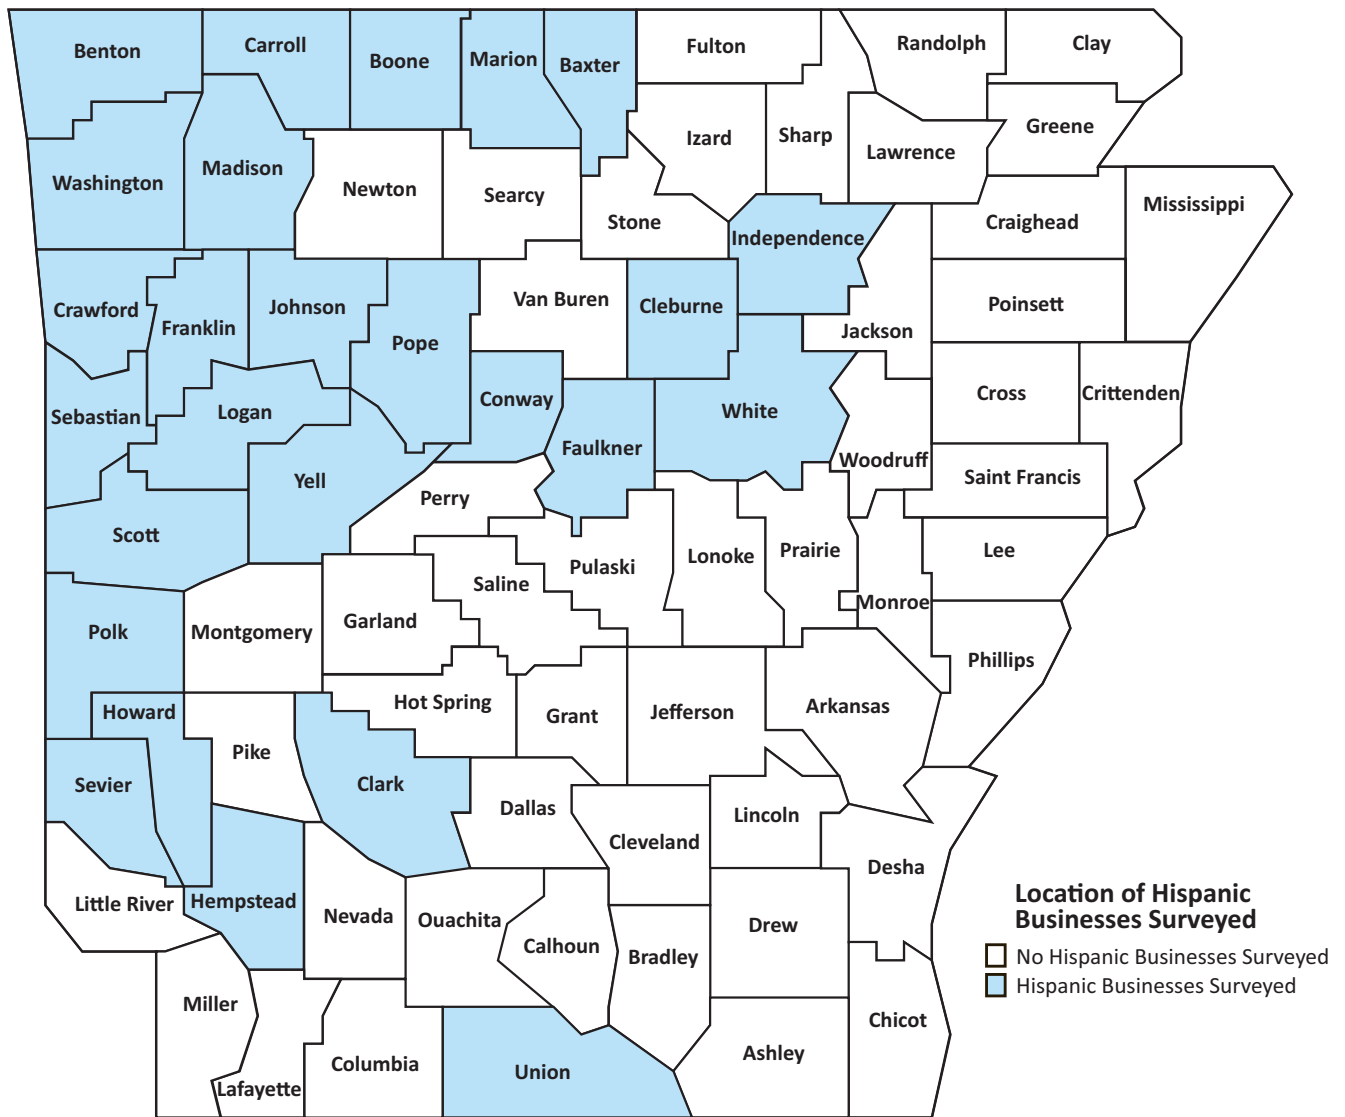 Benton
Carroll
Boone
Marion
Baxter
Fulton
Randolph
Clay
Washington
Madison
Newton
Searcy
Stone
Izard
Sharp
Lawrence
Greene
Mississippi
Craighead
Independence
Crawford
Franklin
Johnson
Pope
Van Buren
Cleburne
Jackson
Poinsett
Sebastian
Logan
Conway
Faulkner
White
Woodruff
Cross
Crittenden
Saint Francis
Scott
Yell
Perry
Pulaski
Lonoke
Prairie
Monroe
Lee
Phillips
Polk
Montgomery
Garland
Saline
Hot Spring
Grant
Jefferson
Arkansas
Howard
Pike
Clark
Sevier
Dallas
Cleveland
Lincoln
Desha
Little River
Hempstead
Nevada
Ouachita
Calhoun
Bradley
Drew
Miller
Lafayette
Columbia
Union
Ashley
Chicot
Location of Hispanic
Businesses Surveyed
No Hispanic Businesses Surveyed
Hispanic Businesses Surveyed